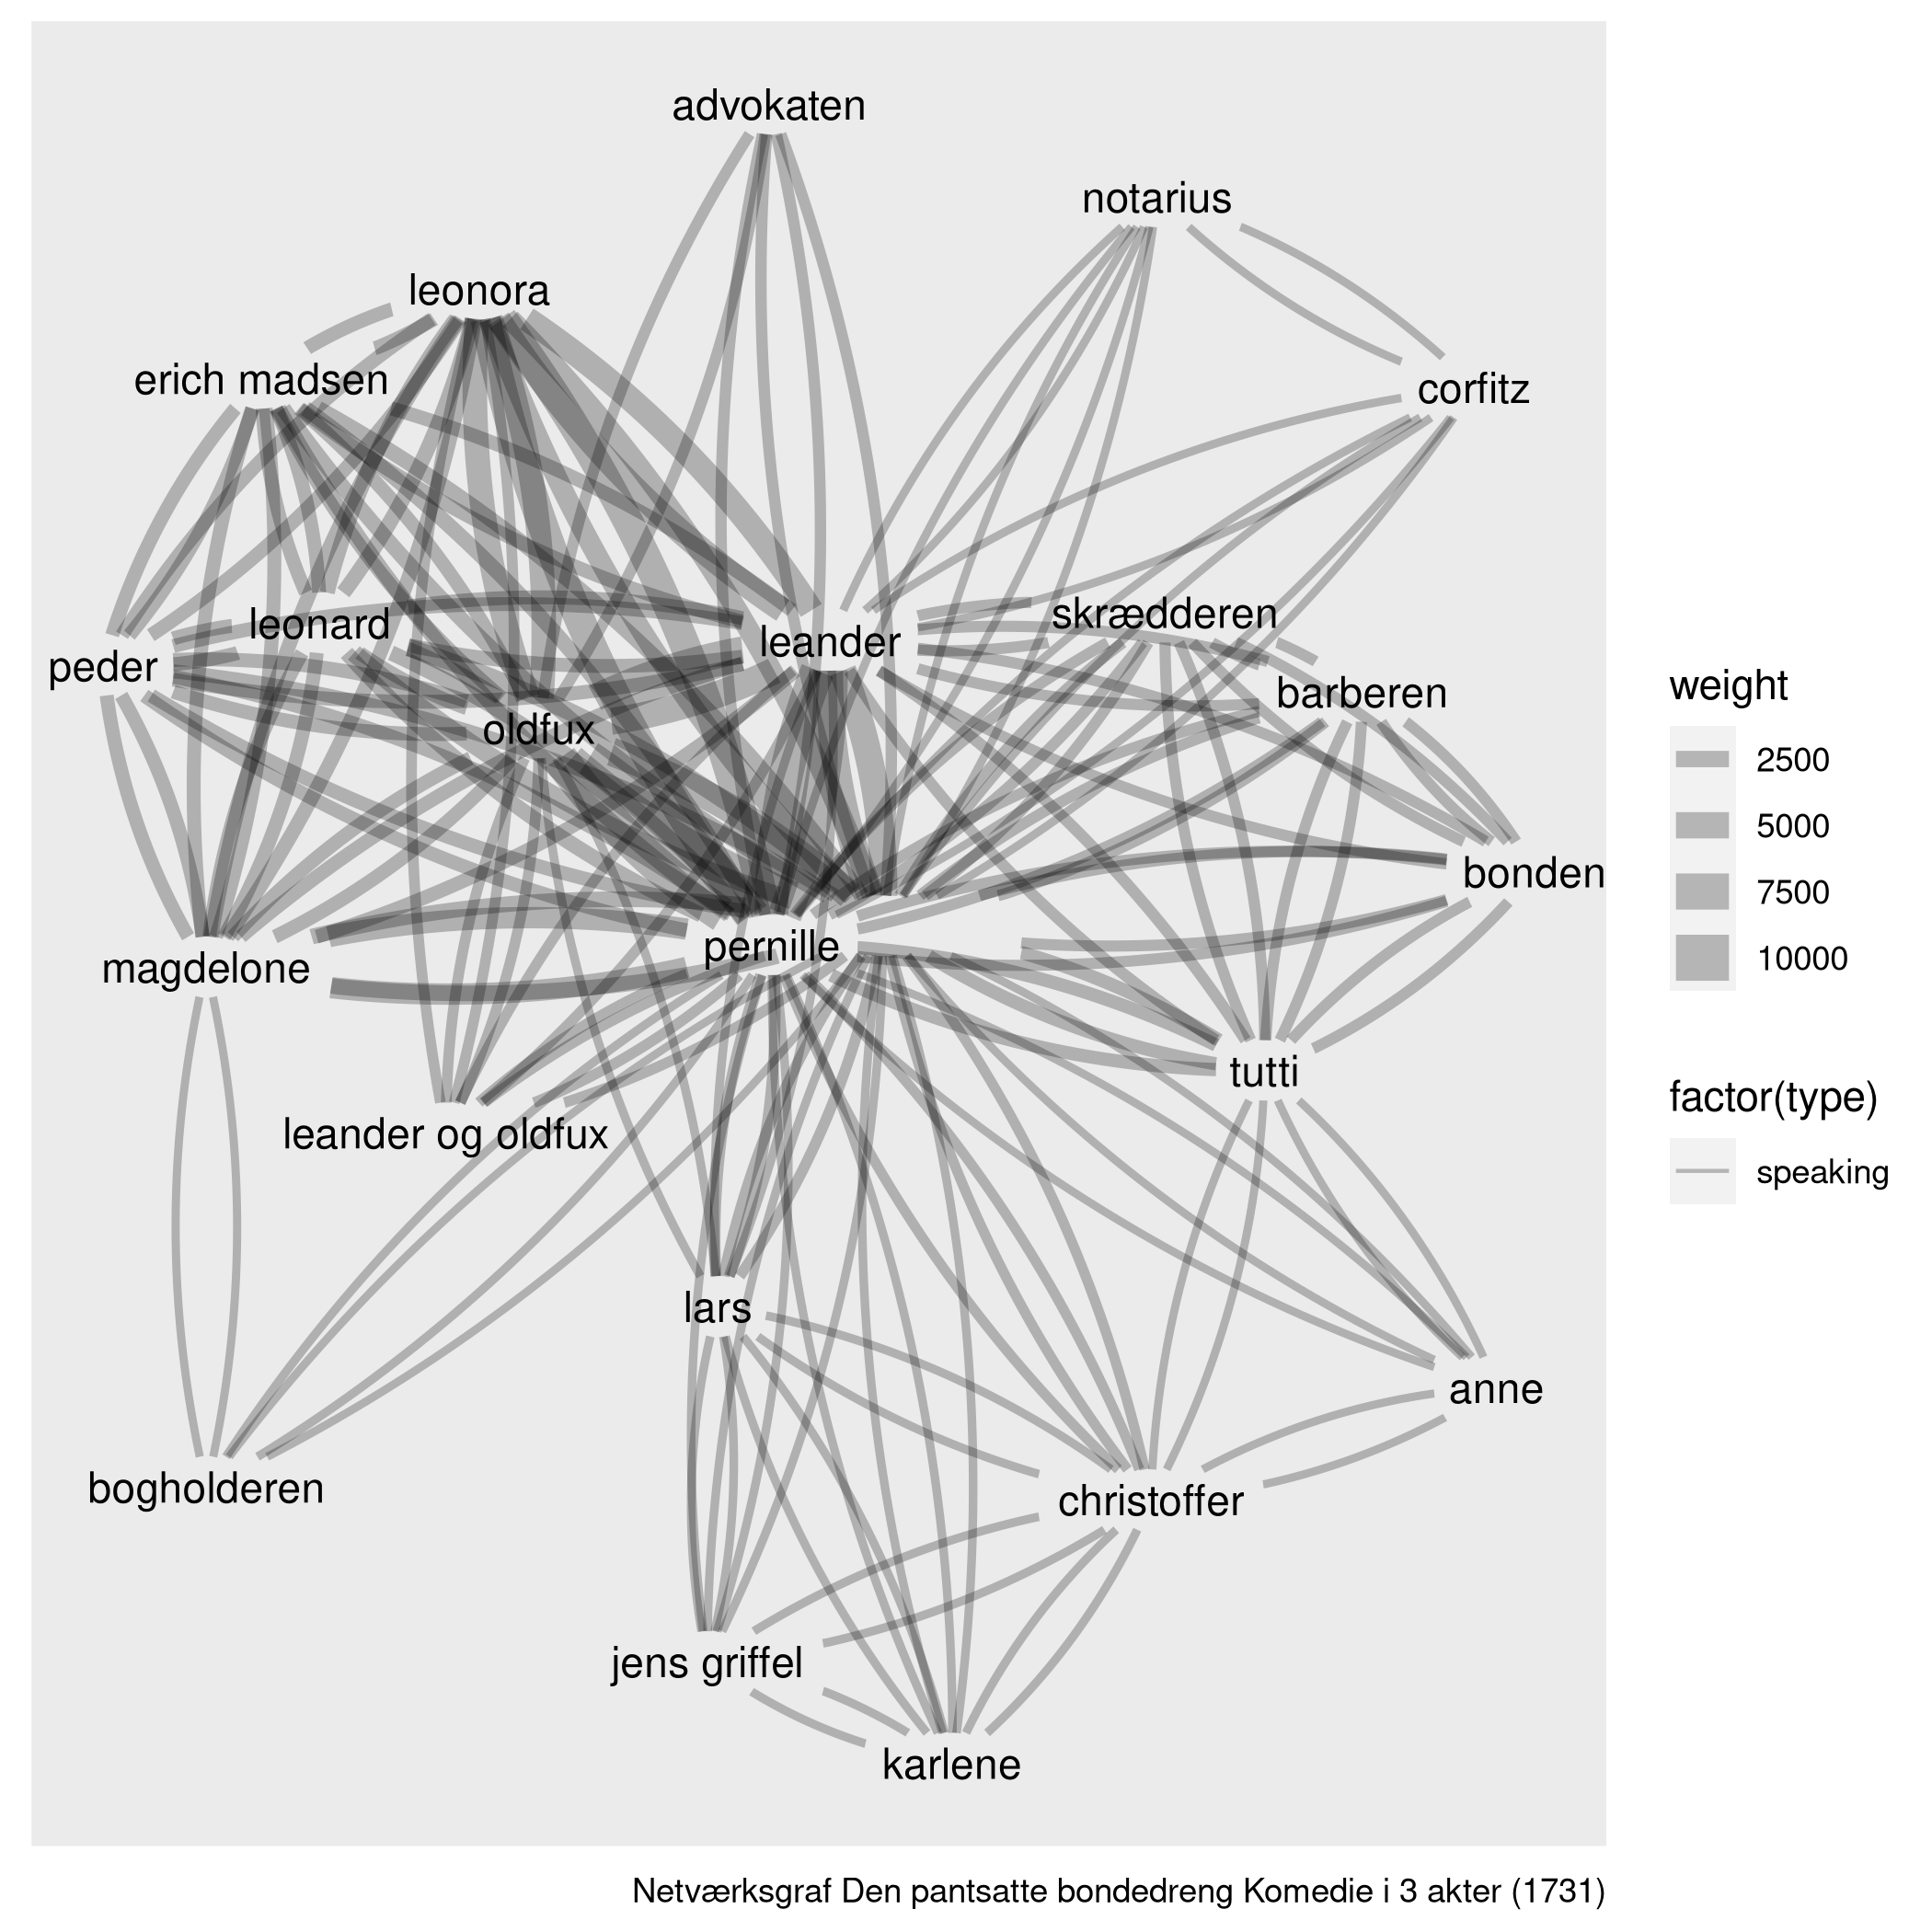 advokaten
notarius
leonora
erich madsen
corfitz
skrædderen
leonard
leander
peder
barberen
oldfux
bonden
pernille
magdelone
tutti
leander og oldfux
lars
anne
bogholderen
christoffer
jens griffel
karlene
weight
2500
5000
7500
10000
factor(type)
speaking
Netværksgraf Den pantsatte bondedreng Komedie i 3 akter (1731)